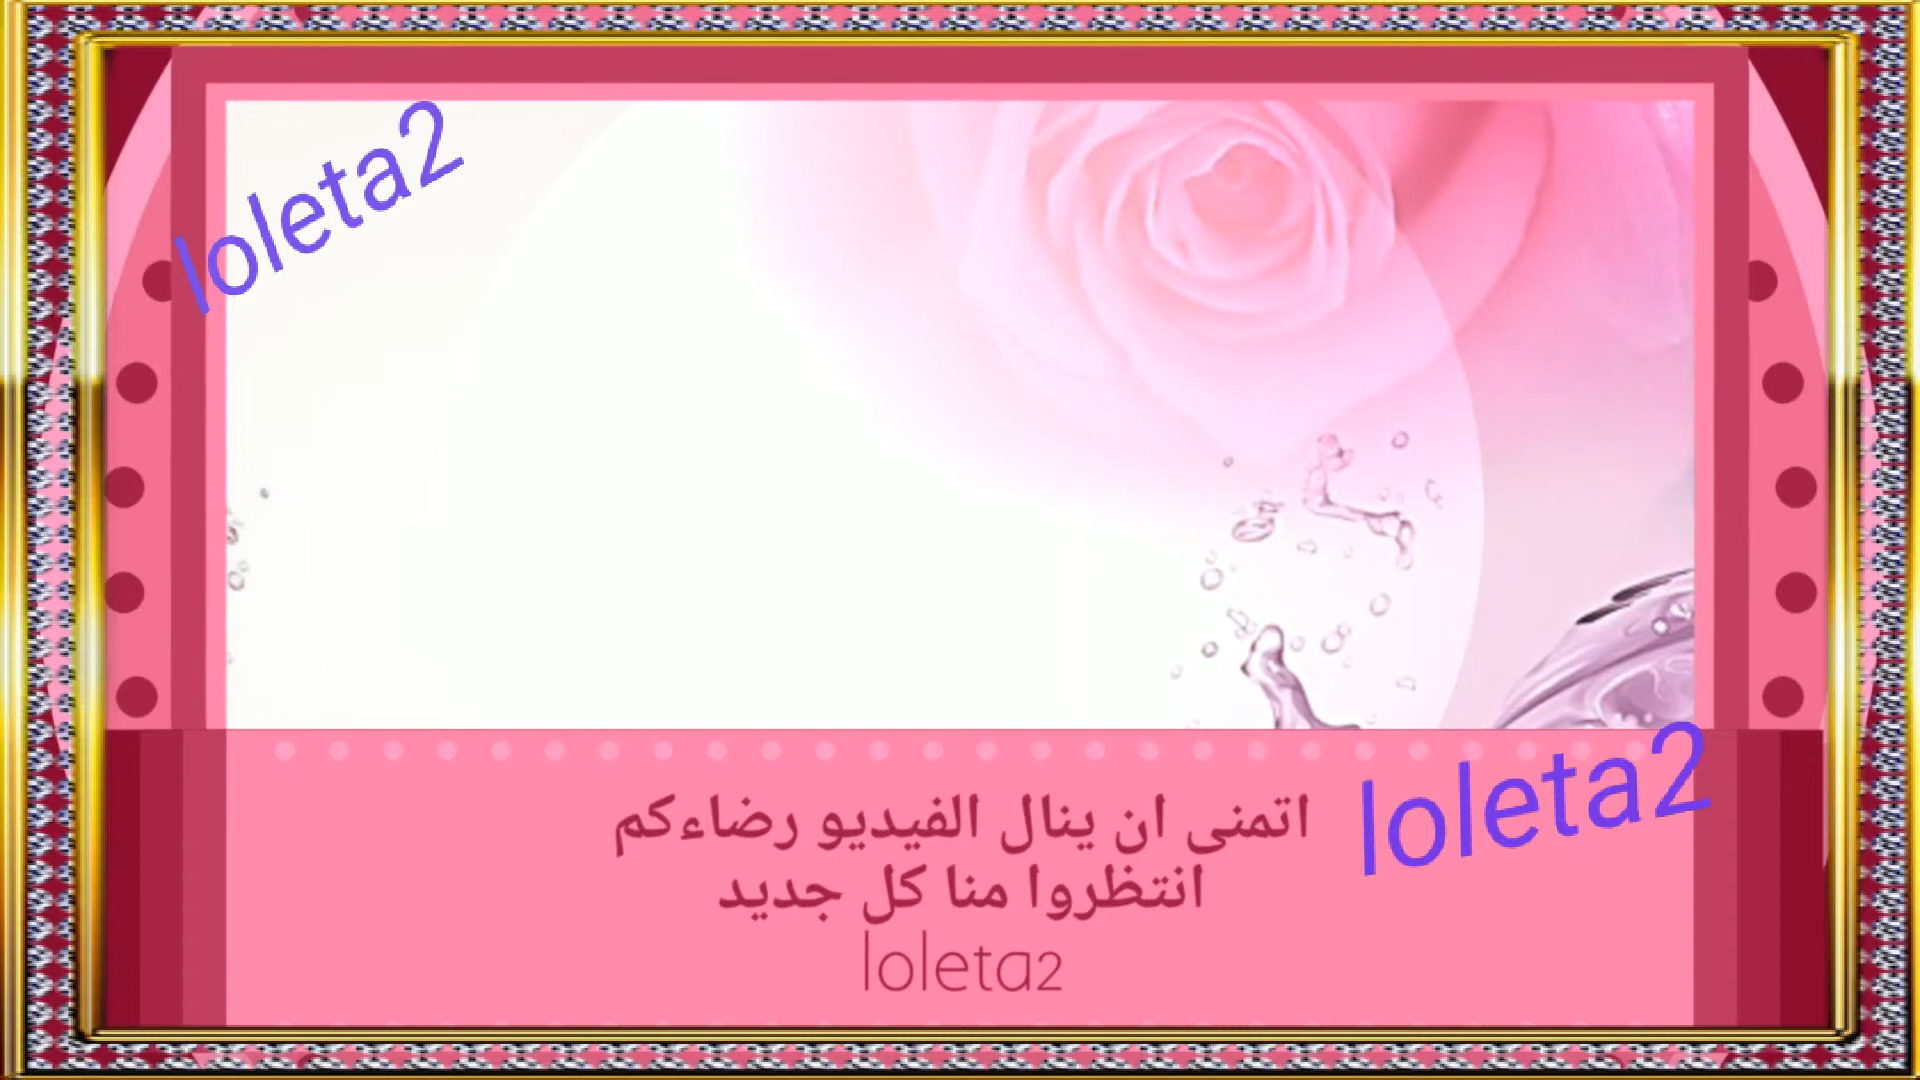 loleta2
اتمنى ان ينال الفيديو رضاءكم
loleta2
انتظروا منا كل جديد
loleta2